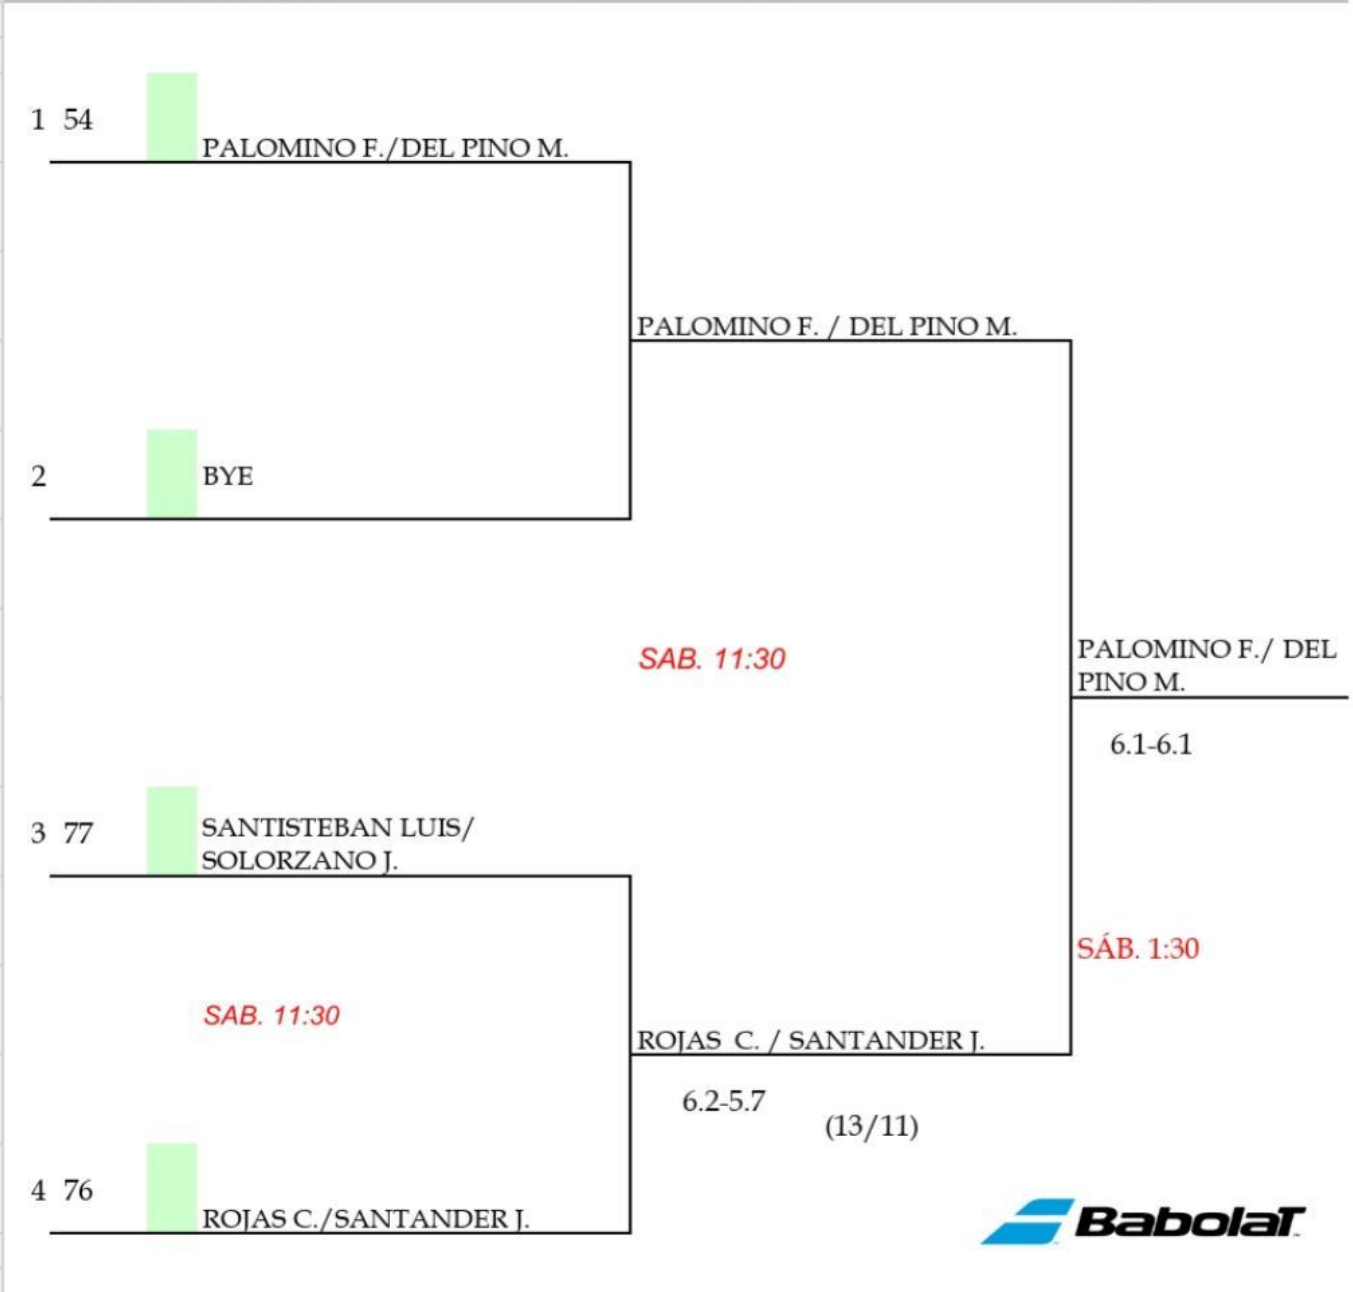 1 54
PALOMINO F./DEL PINO M.
PALOMINO F. / DEL PINO M.
2
BYE
SAB. 11:30
PALOMINO F./ DEL
PINO M.
6.1-6.1
3 77
SANTISTEBAN LUIS/
SOLORZANO J.
SÁB. 1:30
SAB. 11:30
ROJAS  C. / SANTANDER J.
6.2-5.7
(13/11)
4 76
ROJAS C./SANTANDER J.
BabolaT